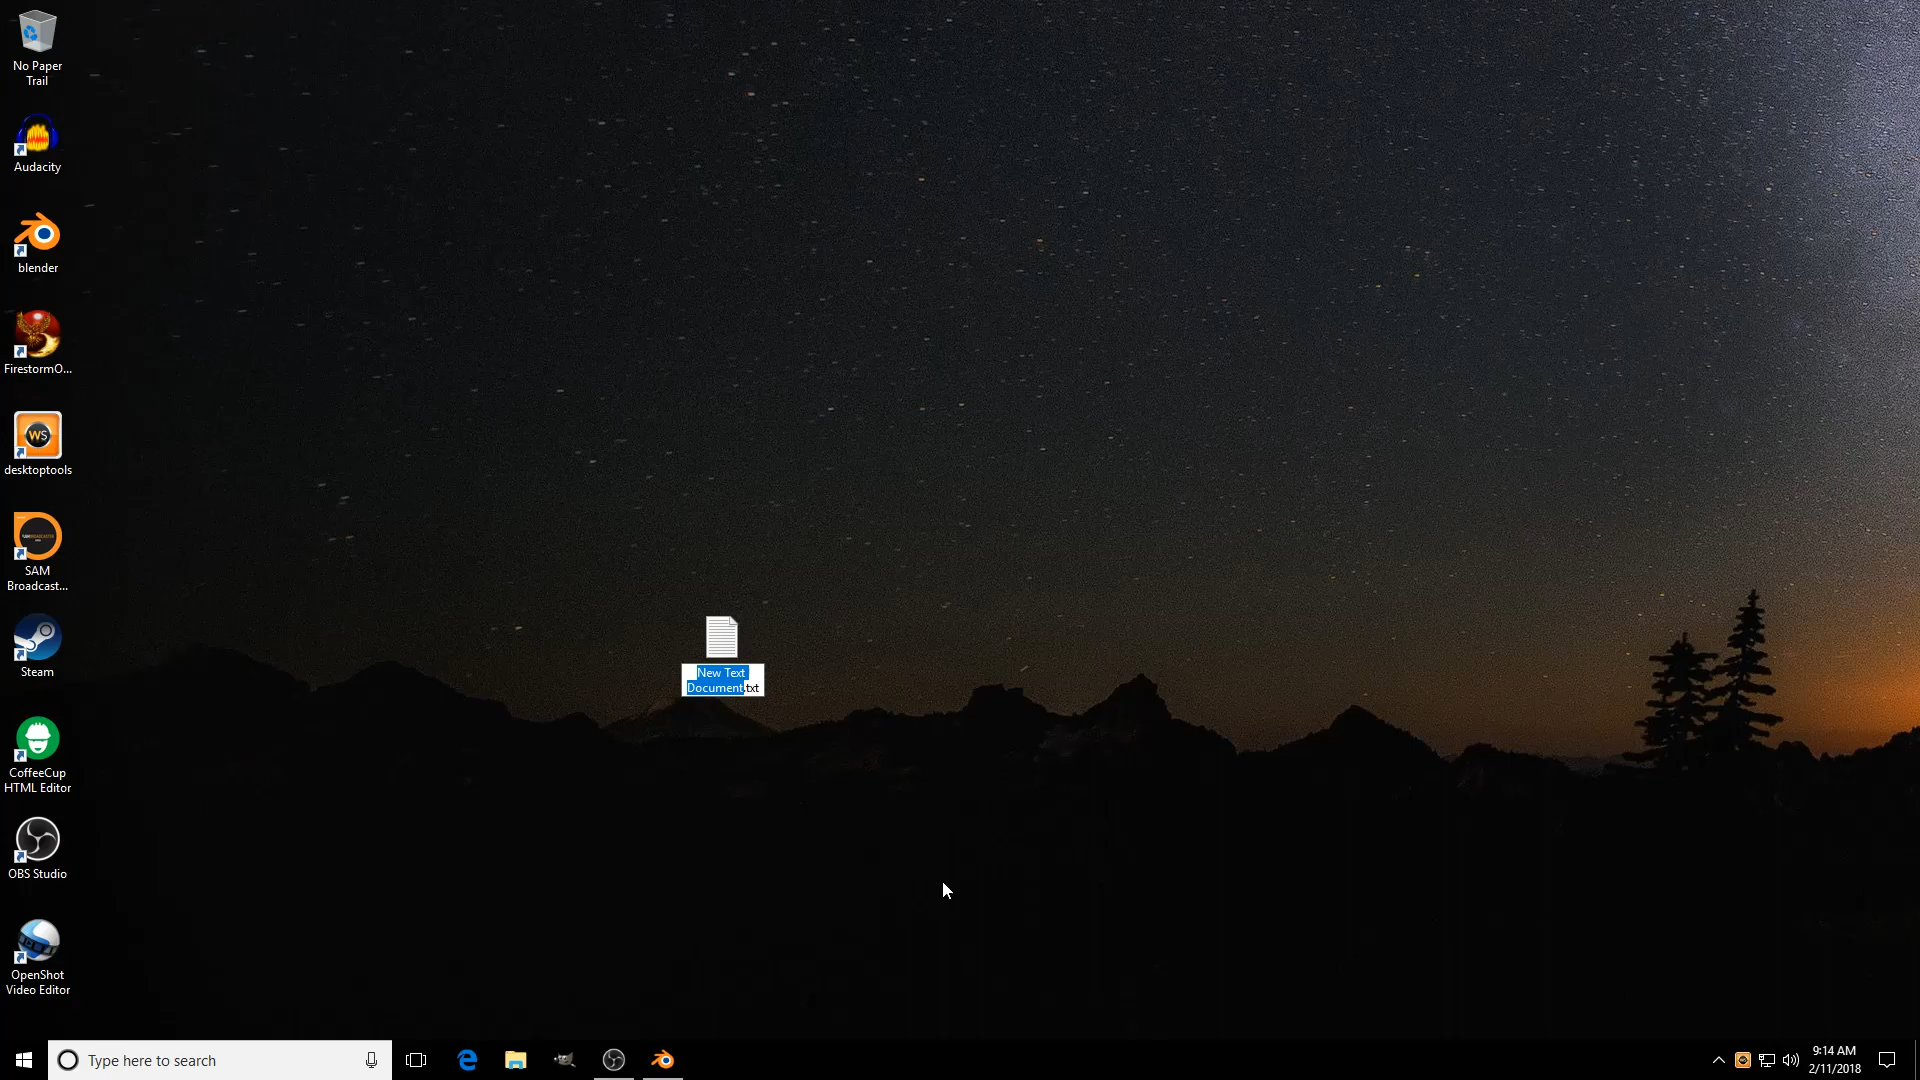 No Paper
Trail
Audacity
blender
FirestormO...
WS
desktoptools
SAM
Broadcast...
Steam
CoffeeCup
HTML Editor
OBS Studio
OpenShot
Video Editor
New Text
Document.txt
Type here to search
9:14 AM
2/11/2018